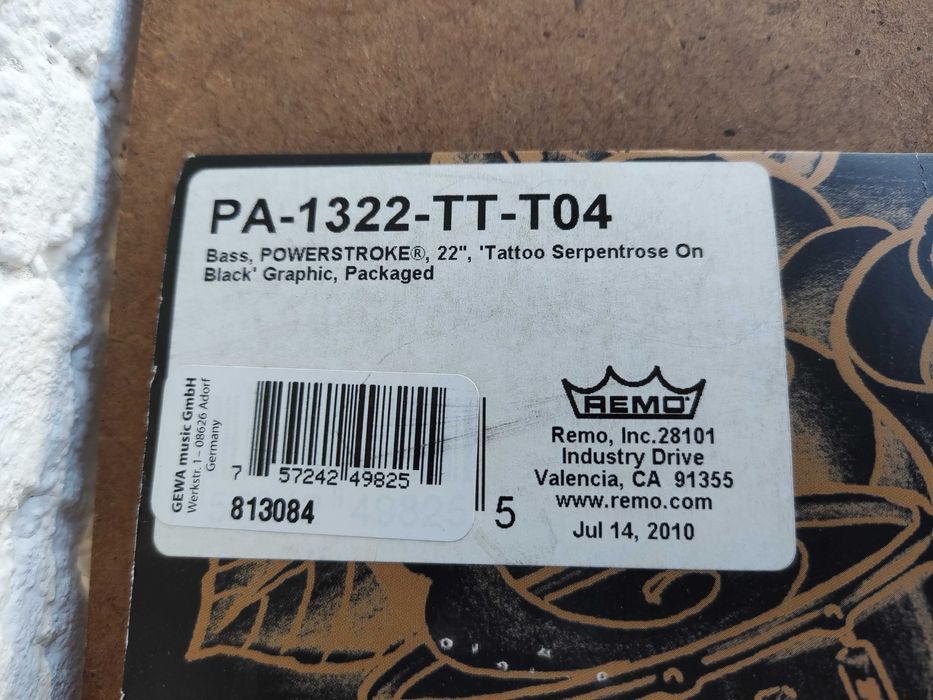 PA-1322-TT-T04
Bass, POWERSTROKE®, 22", 'Tattoo Serpentrose On
Black' Graphic, Packaged
GEWA music GmbH
Werkstr. 1 – 08626 Adorf
Germany
7 57242 49825 5
813084
REMO
Remo, Inc.28101
Industry Drive
Valencia, CA 91355
www.remo.com
Jul 14, 2010